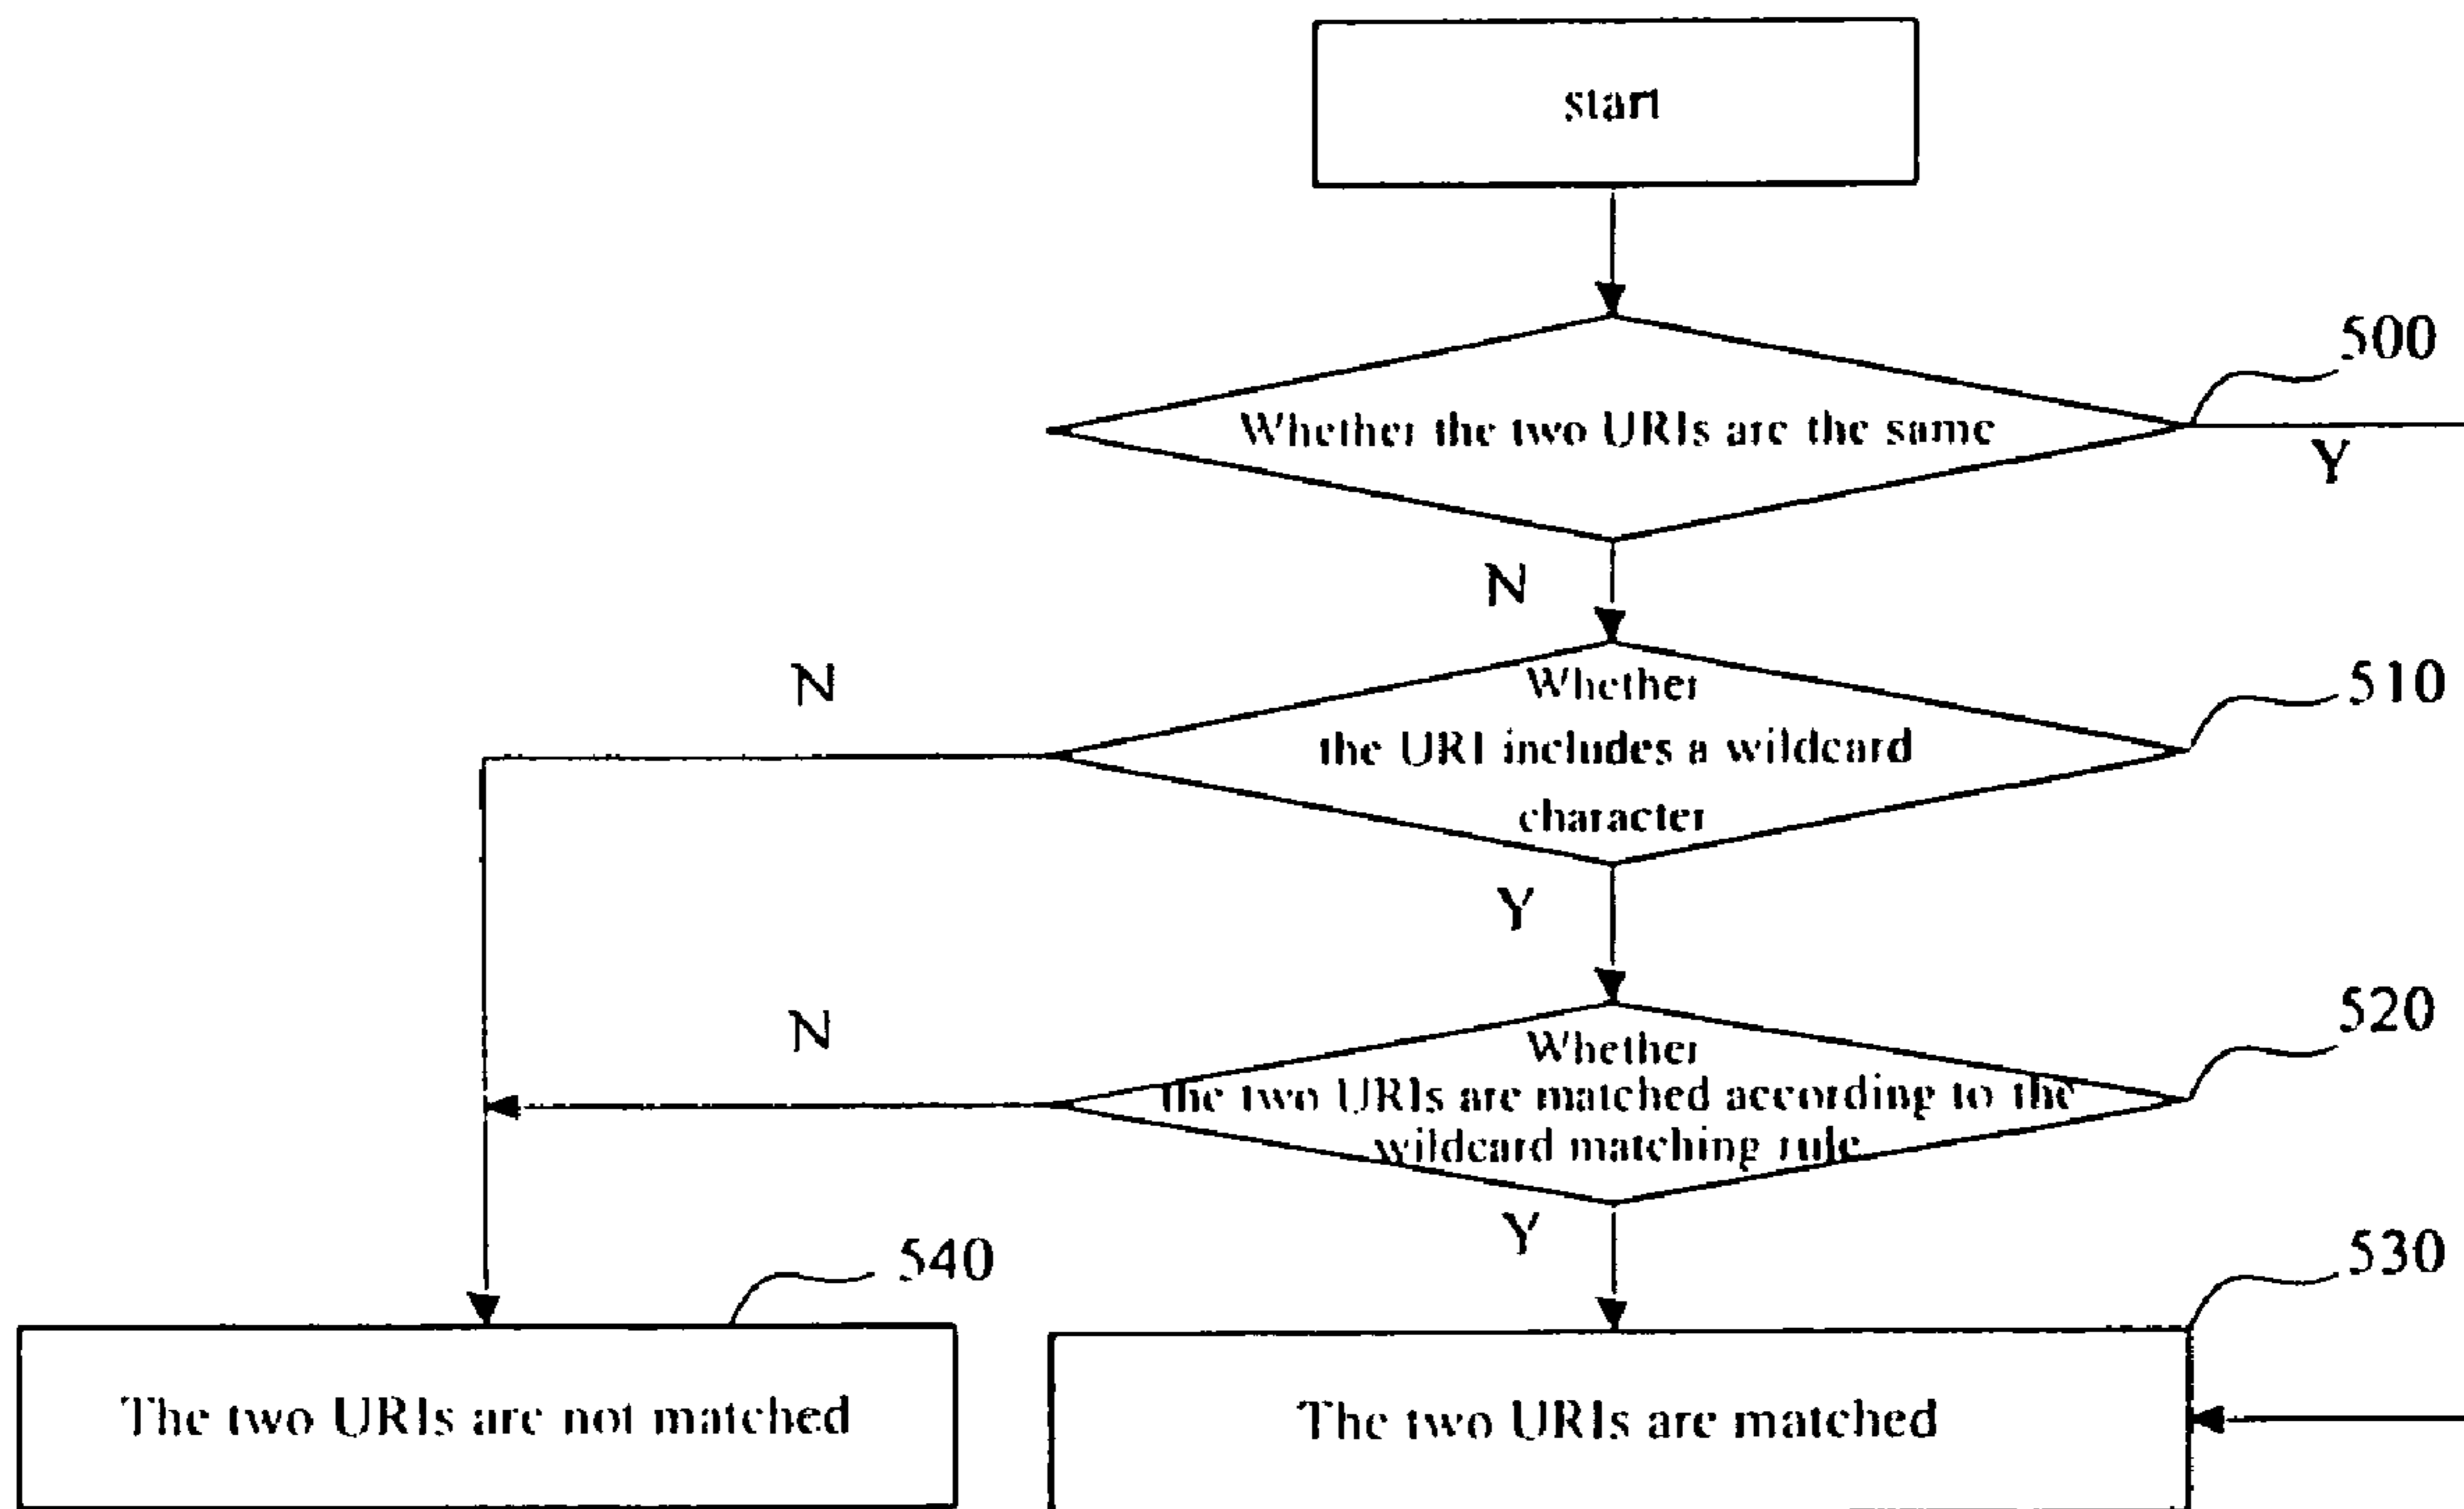 start
500
Whether the two URIs are the same
Y
N
N
Whether
510
the URI includes a wildcard
character
Y
520
N
Whether
the two URIs are matched according to the
wildcard matching rule
Y
540
530
The two URIs are not matched
The two URIs are matched